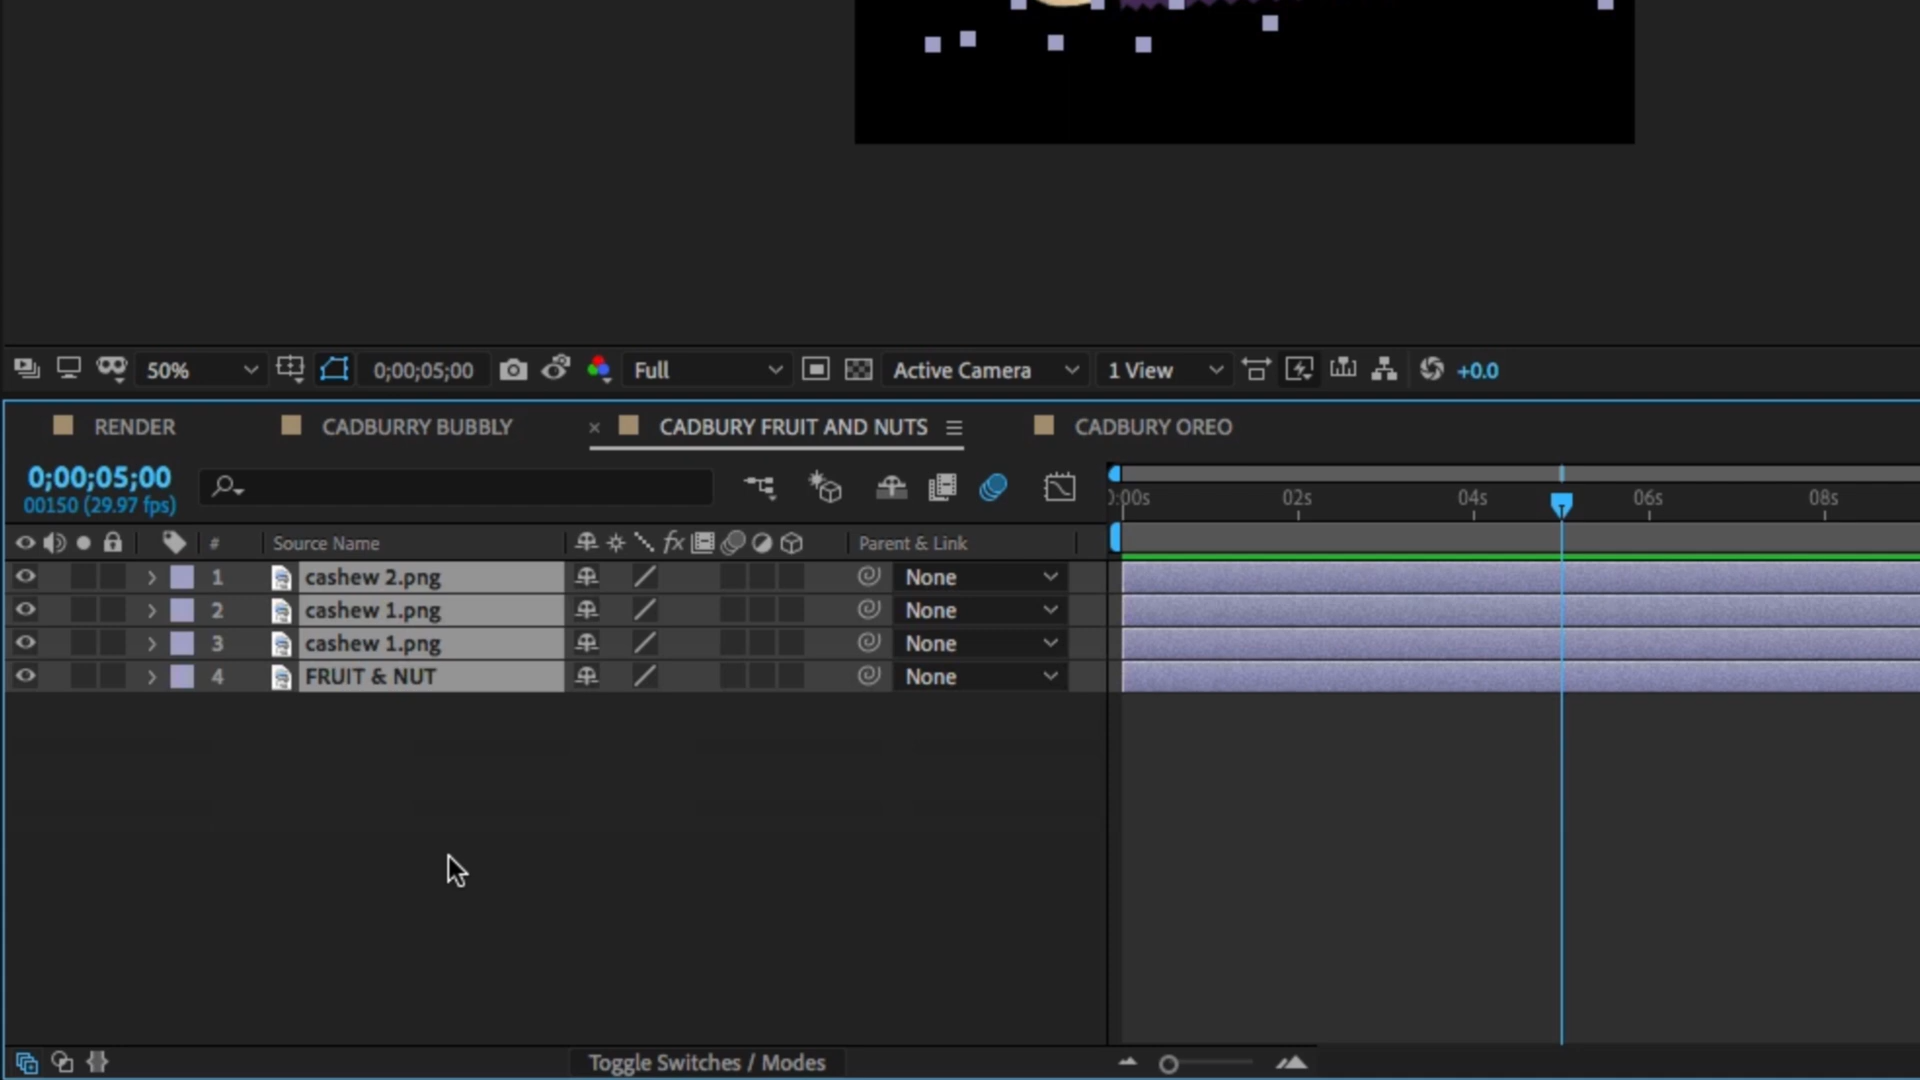 50% 0;00;05;00 Full Active Camera 1 View +0.0
RENDER CADBURRY BUBBLY × CADBURY FRUIT AND NUTS CADBURY OREO
0;00;05;00
00150 (29.97 fps)
):00s 02s 04s 06s 08s
# Source Name fx Parent & Link
1 cashew 2.png None
2 cashew 1.png None
3 cashew 1.png None
4 FRUIT & NUT None
Toggle Switches / Modes